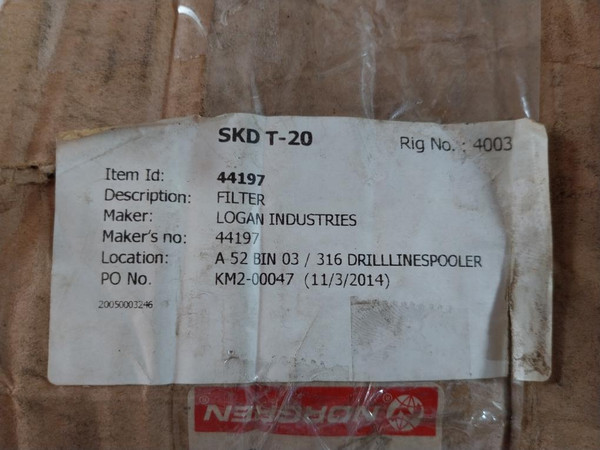 SKD T-20
Rig No. : 4003
Item Id: 44197
Description: FILTER
Maker: LOGAN INDUSTRIES
Maker's no: 44197
Location: A-52 BIN 03 / 316 DRILLLINESPOOLER
PO No. KM2-00047 (11/3/2014)
20050003246
NORGREN